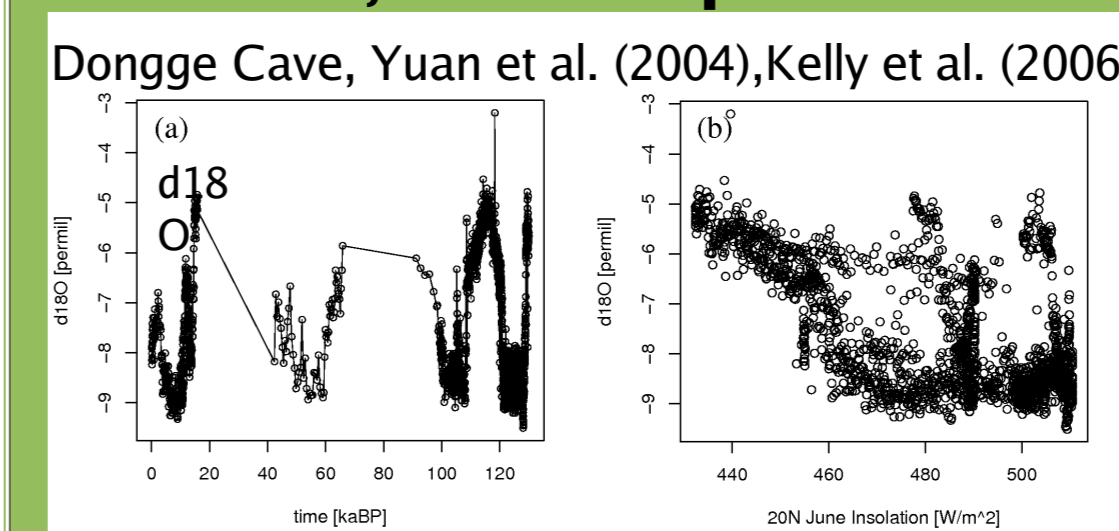 Dongge Cave, Yuan et al. (2004),Kelly et al. (2006
(a)
d18
O
d18O [permil]
-3
-4
-5
-6
-7
-8
-9
0 20 40 60 80 100 120
time [kaBP]
(b)
d18O [permil]
-3
-4
-5
-6
-7
-8
-9
440 460 480 500
20N June Insolation [W/m^2]